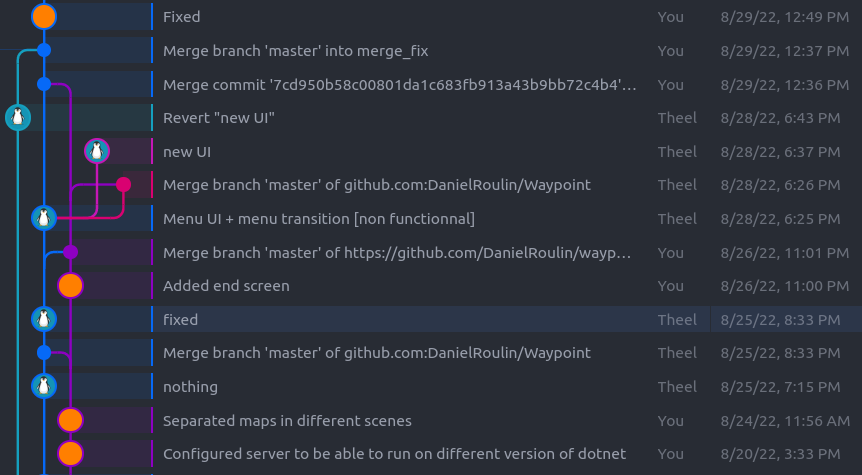 Fixed You 8/29/22, 12:49 PM
Merge branch 'master' into merge_fix You 8/29/22, 12:37 PM
Merge commit '7cd950b58c00801da1c683fb913a43b9bb72c4b4'... You 8/29/22, 12:36 PM
Revert "new UI" Theel 8/28/22, 6:43 PM
new UI Theel 8/28/22, 6:37 PM
Merge branch 'master' of github.com:DanielRoulin/Waypoint Theel 8/28/22, 6:26 PM
Menu UI + menu transition [non functionnal] Theel 8/28/22, 6:25 PM
Merge branch 'master' of https://github.com/DanielRoulin/wayp... You 8/26/22, 11:01 PM
Added end screen You 8/26/22, 11:00 PM
fixed Theel 8/25/22, 8:33 PM
Merge branch 'master' of github.com:DanielRoulin/Waypoint Theel 8/25/22, 8:33 PM
nothing Theel 8/25/22, 7:15 PM
Separated maps in different scenes You 8/24/22, 11:56 AM
Configured server to be able to run on different version of dotnet You 8/20/22, 3:33 PM